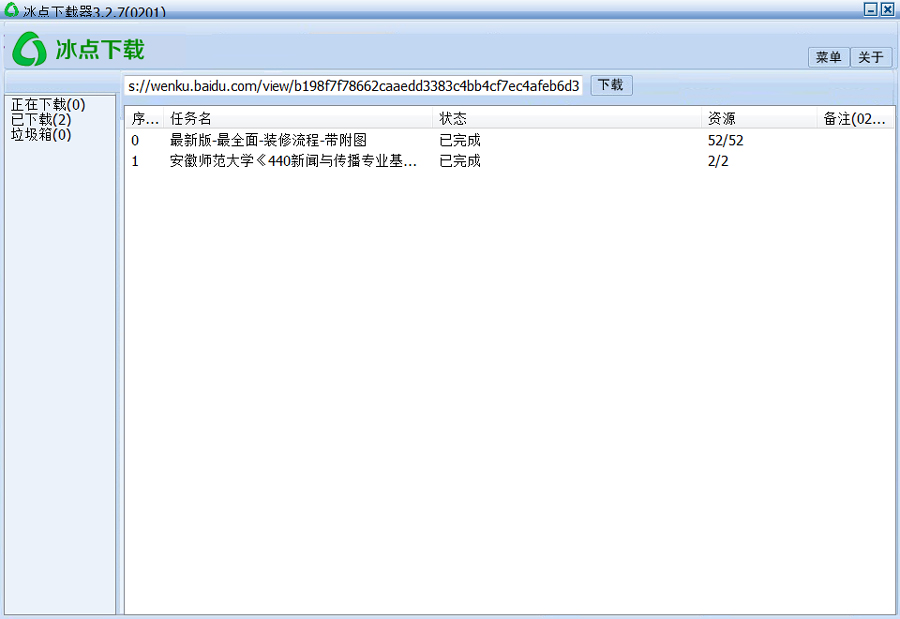 冰点下载器3.2.7(0201)
冰点下载
菜单 关于
s://wenku.baidu.com/view/b198f7f78662caaedd3383c4bb4cf7ec4afeb6d3 下载
正在下载(0)
已下载(2)
垃圾箱(0)
序... 任务名 状态 资源 备注(02...
0 最新版-最全面-装修流程-带附图 已完成 52/52
1 安徽师范大学《440新闻与传播专业基... 已完成 2/2